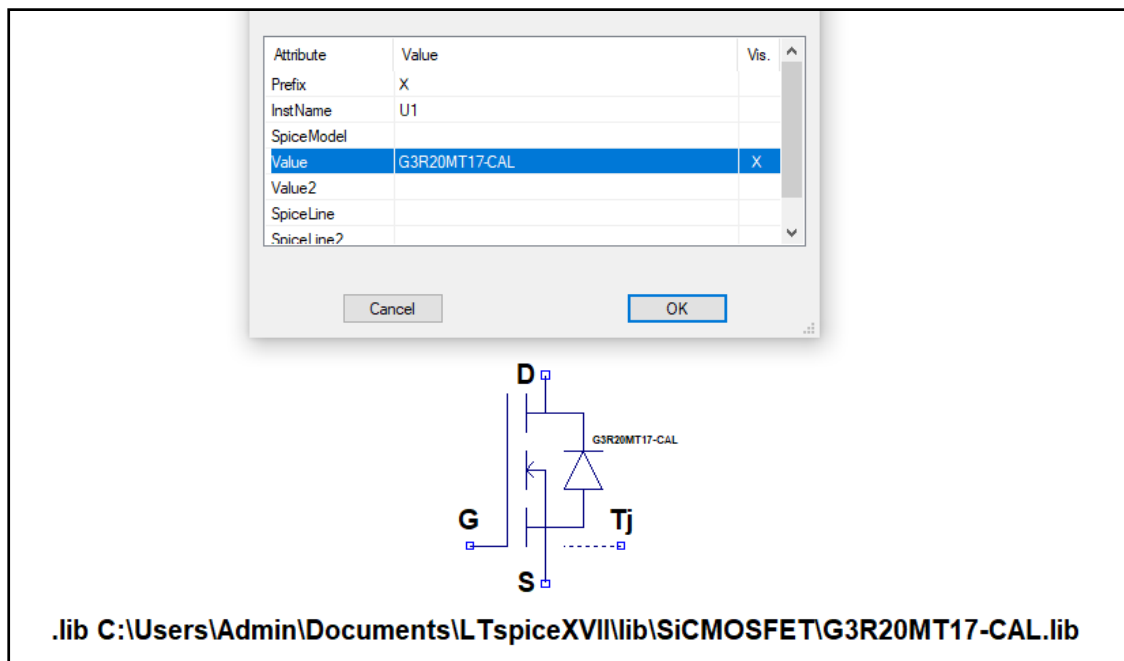 Attribute Value Vis.
Prefix X
InstName U1
SpiceModel
Value G3R20MT17-CAL X
Value2
SpiceLine
SpiceLine2
Cancel OK
D
G3R20MT17-CAL
G Tj
S
.lib C:\Users\Admin\Documents\LTspiceXVII\lib\SiCMOSFET\G3R20MT17-CAL.lib